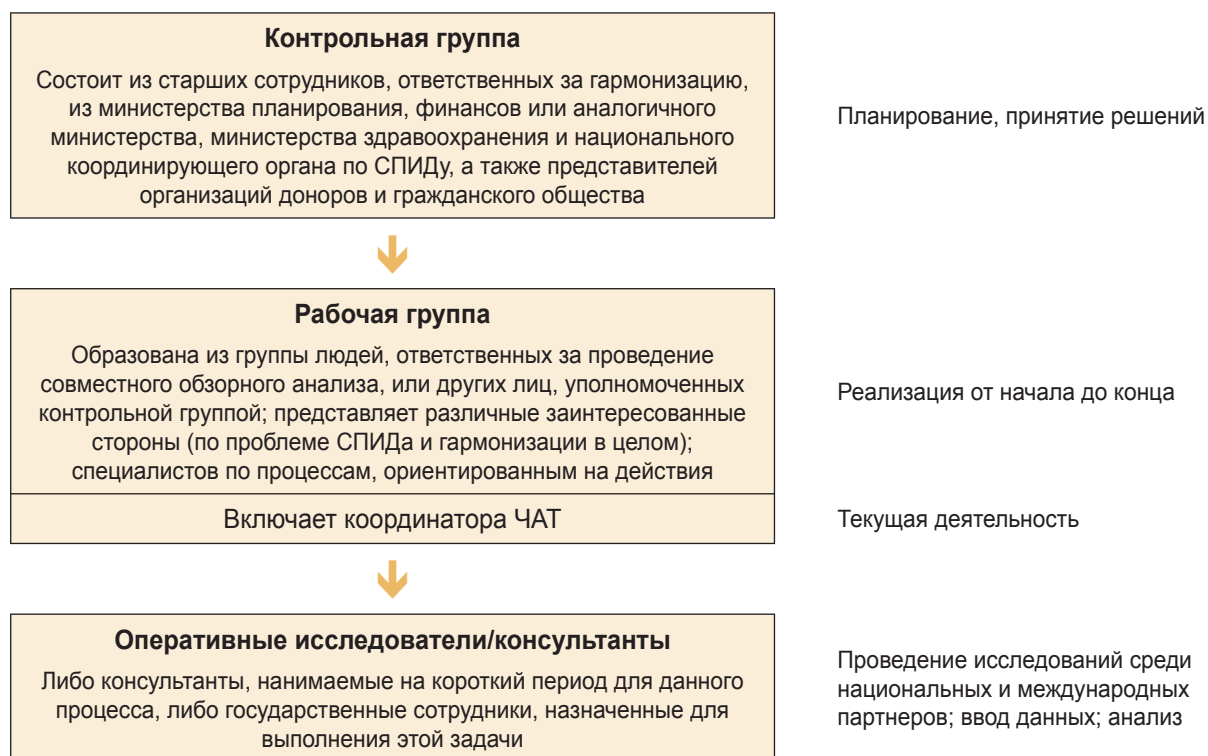 Контрольная группа
Состоит из старших сотрудников, ответственных за гармонизацию,
из министерства планирования, финансов или аналогичного
министерства, министерства здравоохранения и национального
координирующего органа по СПИДу, а также представителей
организаций доноров и гражданского общества
Планирование, принятие решений
Рабочая группа
Образована из группы людей, ответственных за проведение
совместного обзорного анализа, или других лиц, уполномоченных
контрольной группой; представляет различные заинтересованные
стороны (по проблеме СПИДа и гармонизации в целом);
специалистов по процессам, ориентированным на действия
Реализация от начала до конца
Включает координатора ЧАТ
Текущая деятельность
Оперативные исследователи/консультанты
Либо консультанты, нанимаемые на короткий период для данного
процесса, либо государственные сотрудники, назначенные для
выполнения этой задачи
Проведение исследований среди
национальных и международных
партнеров; ввод данных; анализ